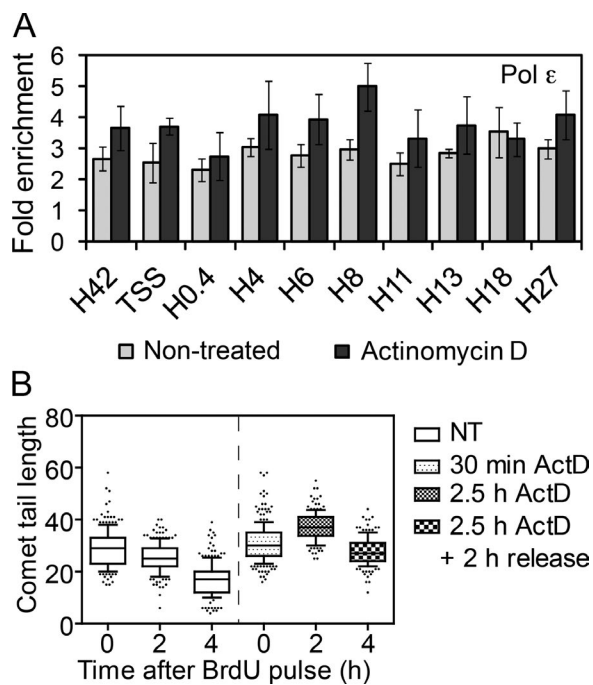 A
Fold enrichment
6
5
4
3
2
1
0
Pol ε
H42 TSS H0.4 H4 H6 H8 H11 H13 H18 H27
Non-treated Actinomycin D
B
Comet tail length
80
60
40
20
0
0 2 4 0 2 4
Time after BrdU pulse (h)
NT
30 min ActD
2.5 h ActD
2.5 h ActD
+ 2 h release